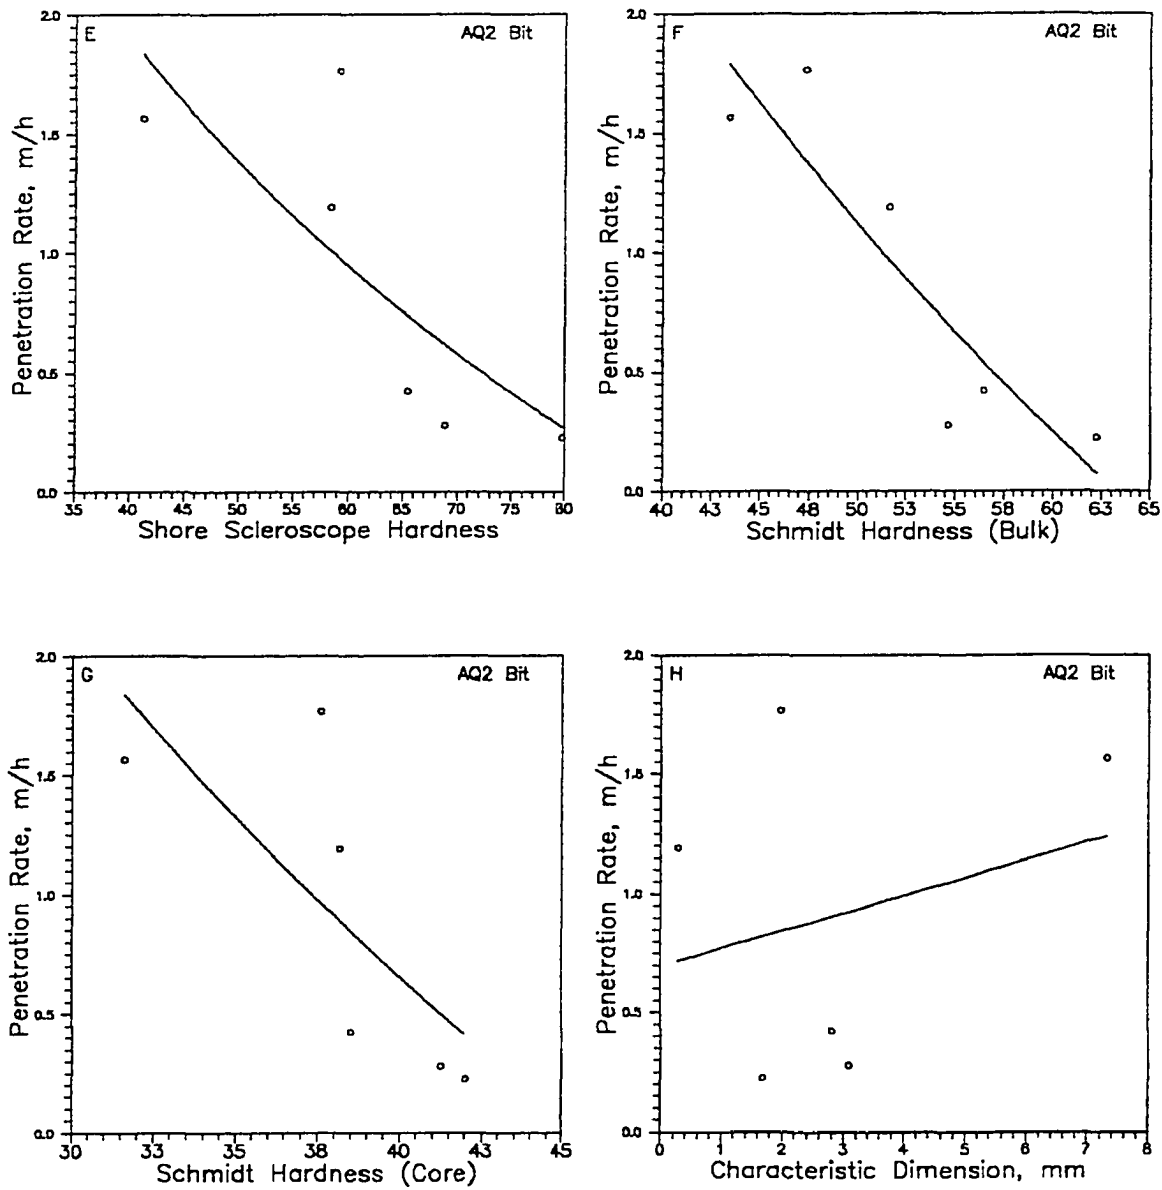 E AQ2 Bit
2.0
1.5
1.0
0.5
0.0
Penetration Rate, m/h
35 40 45 50 55 60 65 70 75 80
Shore Scleroscope Hardness
F AQ2 Bit
2.0
1.5
1.0
0.5
0.0
Penetration Rate, m/h
40 43 45 48 50 53 55 58 60 63 65
Schmidt Hardness (Bulk)
G AQ2 Bit
2.0
1.5
1.0
0.5
0.0
Penetration Rate, m/h
30 33 35 38 40 43 45
Schmidt Hardness (Core)
H AQ2 Bit
2.0
1.5
1.0
0.5
0.0
Penetration Rate, m/h
0 1 2 3 4 5 6 7 8
Characteristic Dimension, mm